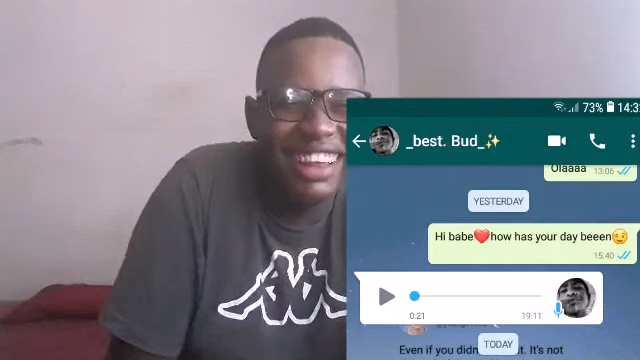 73% 14:3
_best. Bud_✨
Olaaaa 13:06
YESTERDAY
Hi babe❤️how has your day beeen😉
15:40
0:21 19:11
TODAY
Even if you didn t. It's not